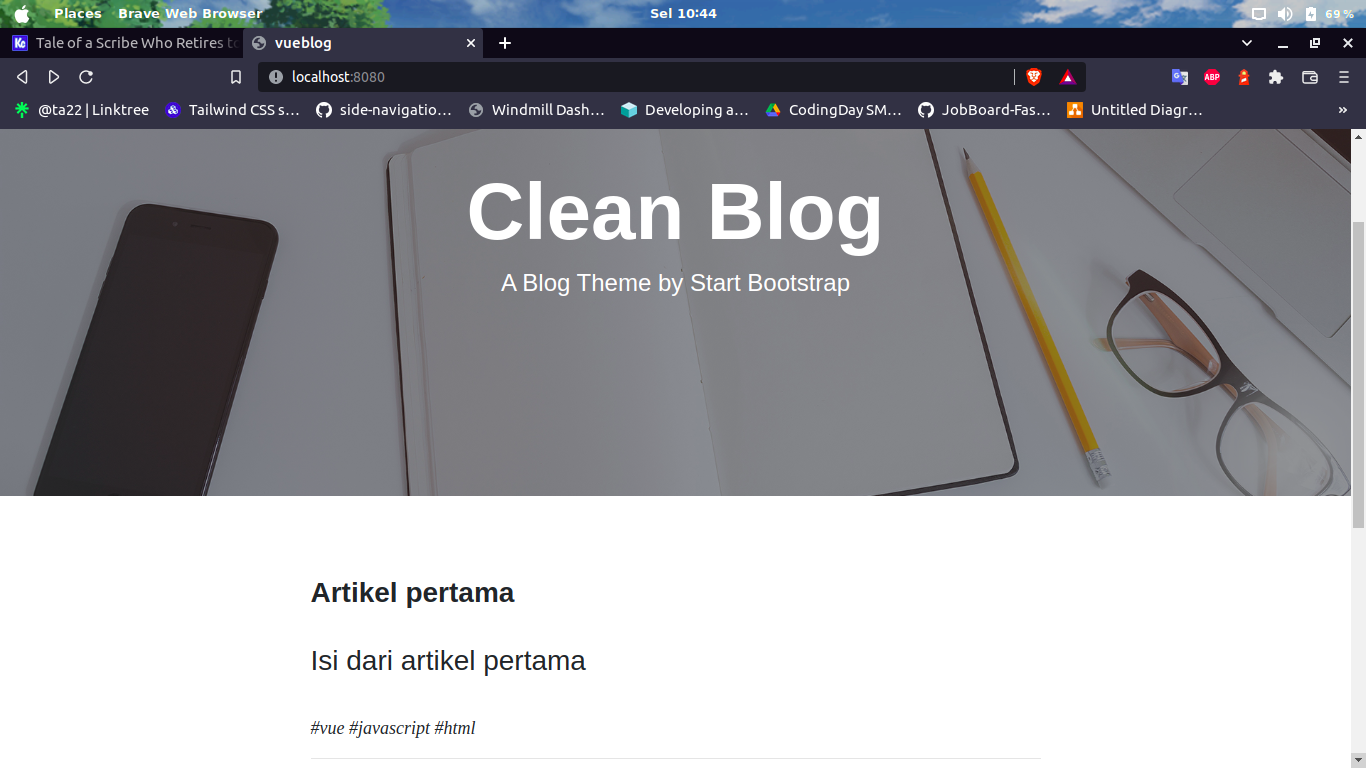 Places Brave Web Browser Sel 10:44 69 %
Tale of a Scribe Who Retires to vueblog
localhost:8080 ABP
@ta22 | Linktree Tailwind CSS s... side-navigatio... Windmill Dash... Developing a... CodingDay SM... JobBoard-Fas... Untitled Diagr... »
Clean Blog
A Blog Theme by Start Bootstrap
Artikel pertama
Isi dari artikel pertama
#vue #javascript #html